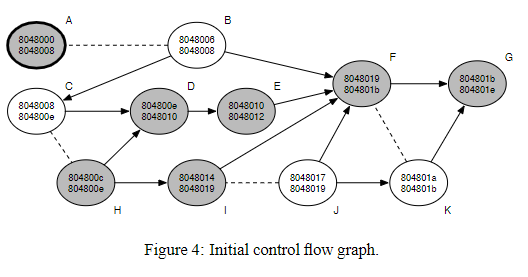 A
8048000
8048008
B
8048006
8048008
C
8048008
804800e
D
804800e
8048010
E
8048010
8048012
F
8048019
804801b
G
804801b
804801e
804800c
804800e
H
8048014
8048019
I
8048017
8048019
J
804801a
804801b
K
Figure 4: Initial control flow graph.